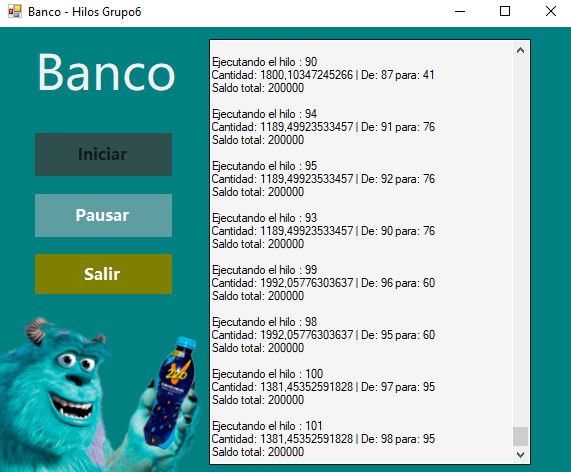 Banco - Hilos Grupo6
Banco
Iniciar
Pausar
Salir
Ejecutando el hilo : 90
Cantidad: 1800,10347245266 | De: 87 para: 41
Saldo total: 200000
Ejecutando el hilo : 94
Cantidad: 1189,49923533457 | De: 91 para: 76
Saldo total: 200000
Ejecutando el hilo : 95
Cantidad: 1189,49923533457 | De: 92 para: 76
Saldo total: 200000
Ejecutando el hilo : 93
Cantidad: 1189,49923533457 | De: 90 para: 76
Saldo total: 200000
Ejecutando el hilo : 99
Cantidad: 1992,05776303637 | De: 96 para: 60
Saldo total: 200000
Ejecutando el hilo : 98
Cantidad: 1992,05776303637 | De: 95 para: 60
Saldo total: 200000
Ejecutando el hilo : 100
Cantidad: 1381,45352591828 | De: 97 para: 95
Saldo total: 200000
Ejecutando el hilo : 101
Cantidad: 1381,45352591828 | De: 98 para: 95
Saldo total: 200000